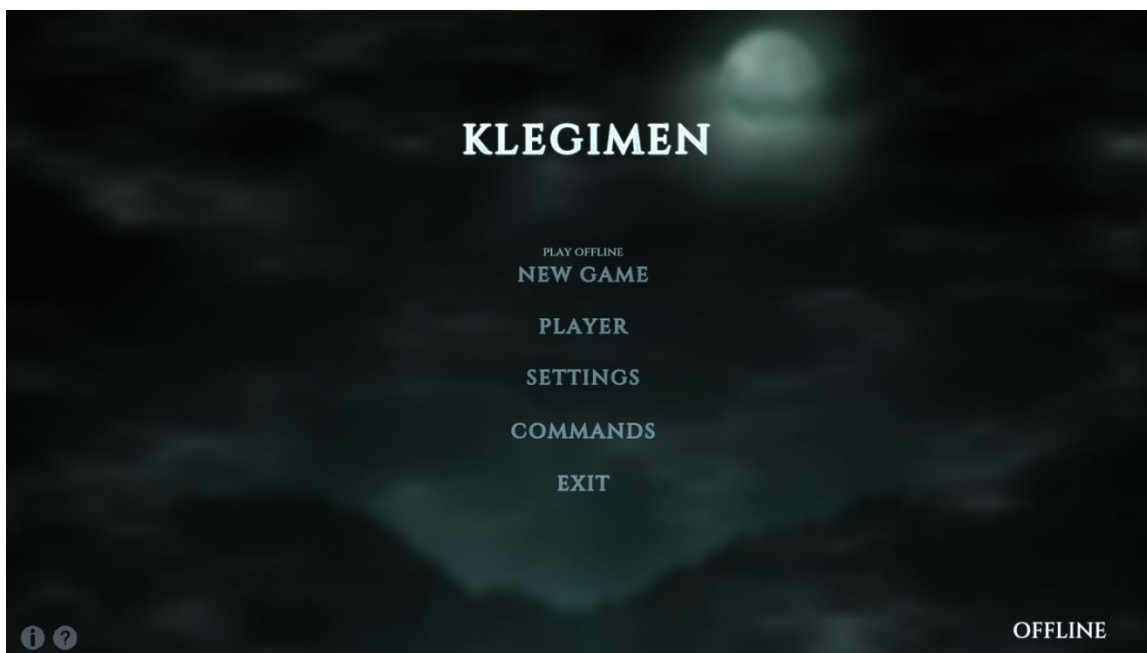 KLEGIMEN
PLAY OFFLINE
NEW GAME
PLAYER
SETTINGS
COMMANDS
EXIT
i ?
OFFLINE